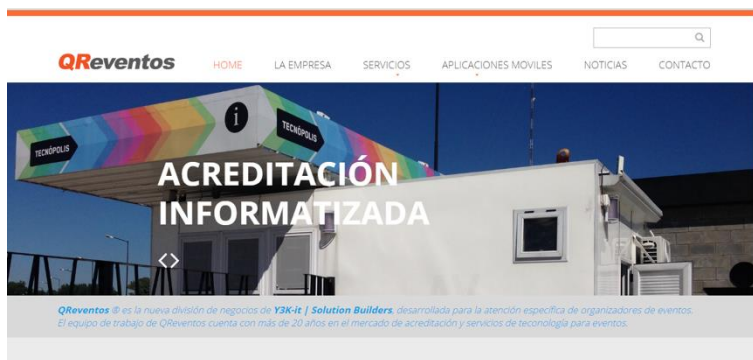 QReventos
HOME LA EMPRESA SERVICIOS APLICACIONES MOVILES NOTICIAS CONTACTO
TECNÓPOLIS
i
TECNÓPOLIS
ACREDITACIÓN
INFORMATIZADA
<>
QReventos ® es la nueva división de negocios de Y3K-it | Solution Builders, desarrollada para la atención específica de organizadores de eventos.
El equipo de trabajo de QReventos cuenta con más de 20 años en el mercado de acreditación y servicios de teconología para eventos.